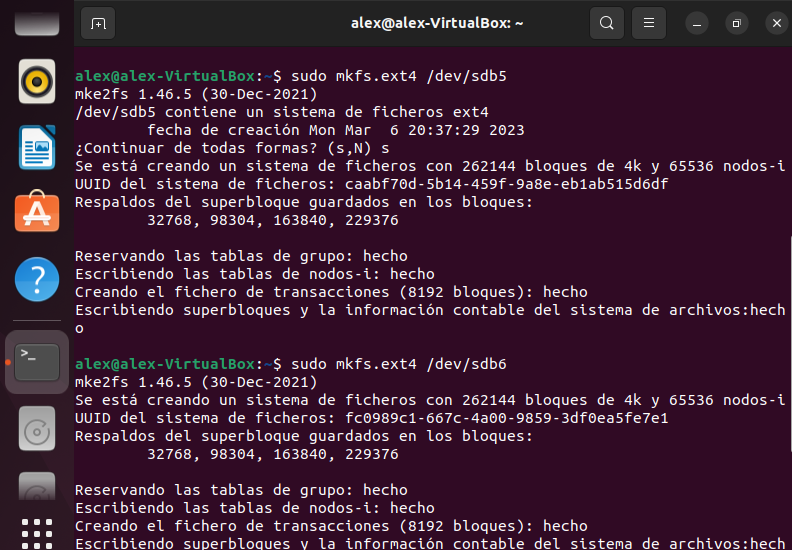 alex@alex-VirtualBox: ~
alex@alex-VirtualBox:~$ sudo mkfs.ext4 /dev/sdb5
mke2fs 1.46.5 (30-Dec-2021)
/dev/sdb5 contiene un sistema de ficheros ext4
        fecha de creación Mon Mar  6 20:37:29 2023
¿Continuar de todas formas? (s,N) s
Se está creando un sistema de ficheros con 262144 bloques de 4k y 65536 nodos-i
UUID del sistema de ficheros: caabf70d-5b14-459f-9a8e-eb1ab515d6df
Respaldos del superbloque guardados en los bloques:
        32768, 98304, 163840, 229376
Reservando las tablas de grupo: hecho
Escribiendo las tablas de nodos-i: hecho
Creando el fichero de transacciones (8192 bloques): hecho
Escribiendo superbloques y la información contable del sistema de archivos:hech
o
alex@alex-VirtualBox:~$ sudo mkfs.ext4 /dev/sdb6
mke2fs 1.46.5 (30-Dec-2021)
Se está creando un sistema de ficheros con 262144 bloques de 4k y 65536 nodos-i
UUID del sistema de ficheros: fc0989c1-667c-4a00-9859-3df0ea5fe7e1
Respaldos del superbloque guardados en los bloques:
        32768, 98304, 163840, 229376
Reservando las tablas de grupo: hecho
Escribiendo las tablas de nodos-i: hecho
Creando el fichero de transacciones (8192 bloques): hecho
Escribiendo superbloques y la información contable del sistema de archivos:hech